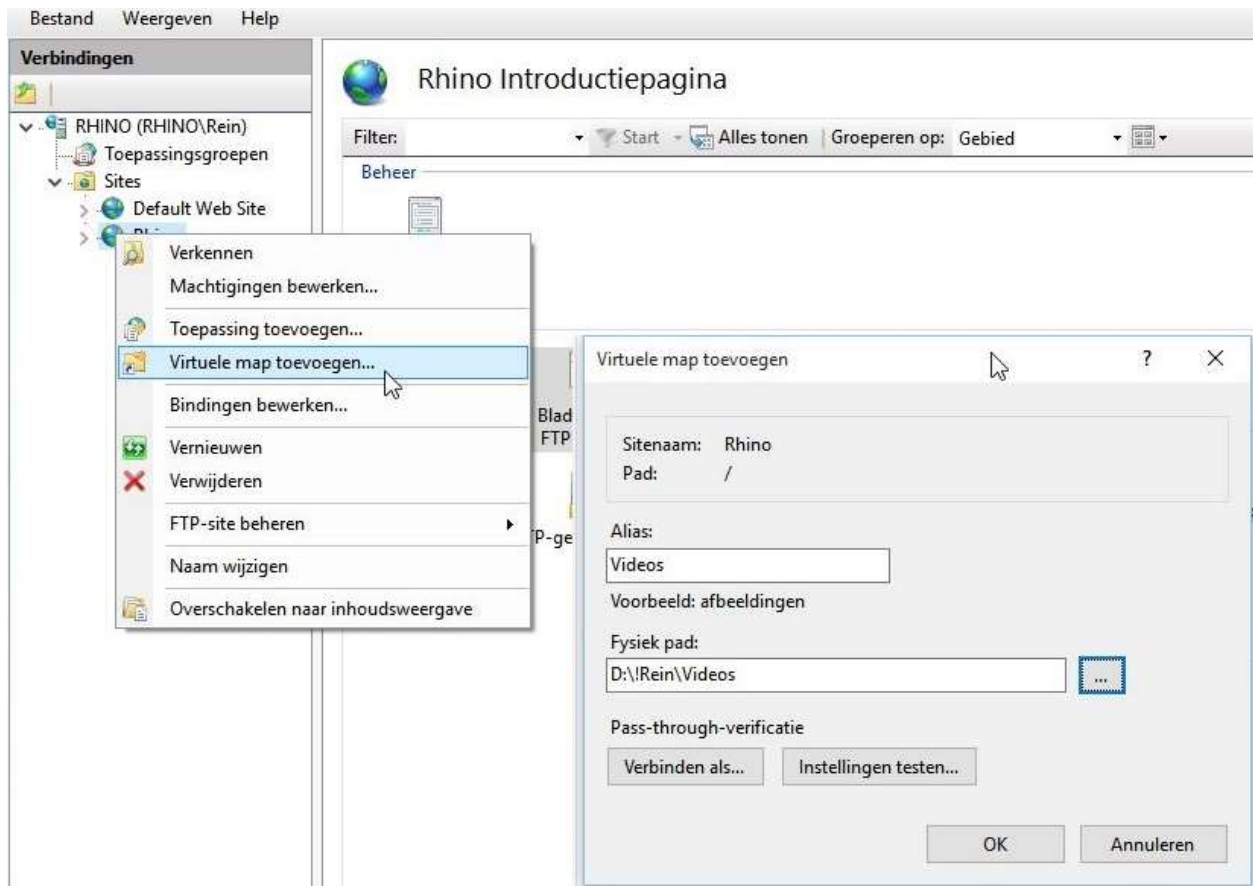 Bestand Weergeven Help
Verbindingen
RHINO (RHINO\Rein)
Toepassingsgroepen
Sites
Default Web Site
Rhino Introductiepagina
Filter: Start Alles tonen Groeperen op: Gebied
Beheer
Verkennen
Machtigingen bewerken...
Toepassing toevoegen...
Virtuele map toevoegen...
Bindingen bewerken...
Vernieuwen
Verwijderen
FTP-site beheren
Naam wijzigen
Overschakelen naar inhoudsweergave
Blad
FTP
P-ge
Virtuele map toevoegen ?
Sitenaam: Rhino
Pad: /
Alias:
Videos
Voorbeeld: afbeeldingen
Fysiek pad:
D:\!Rein\Videos
...
Pass-through-verificatie
Verbinden als... Instellingen testen...
OK Annuleren